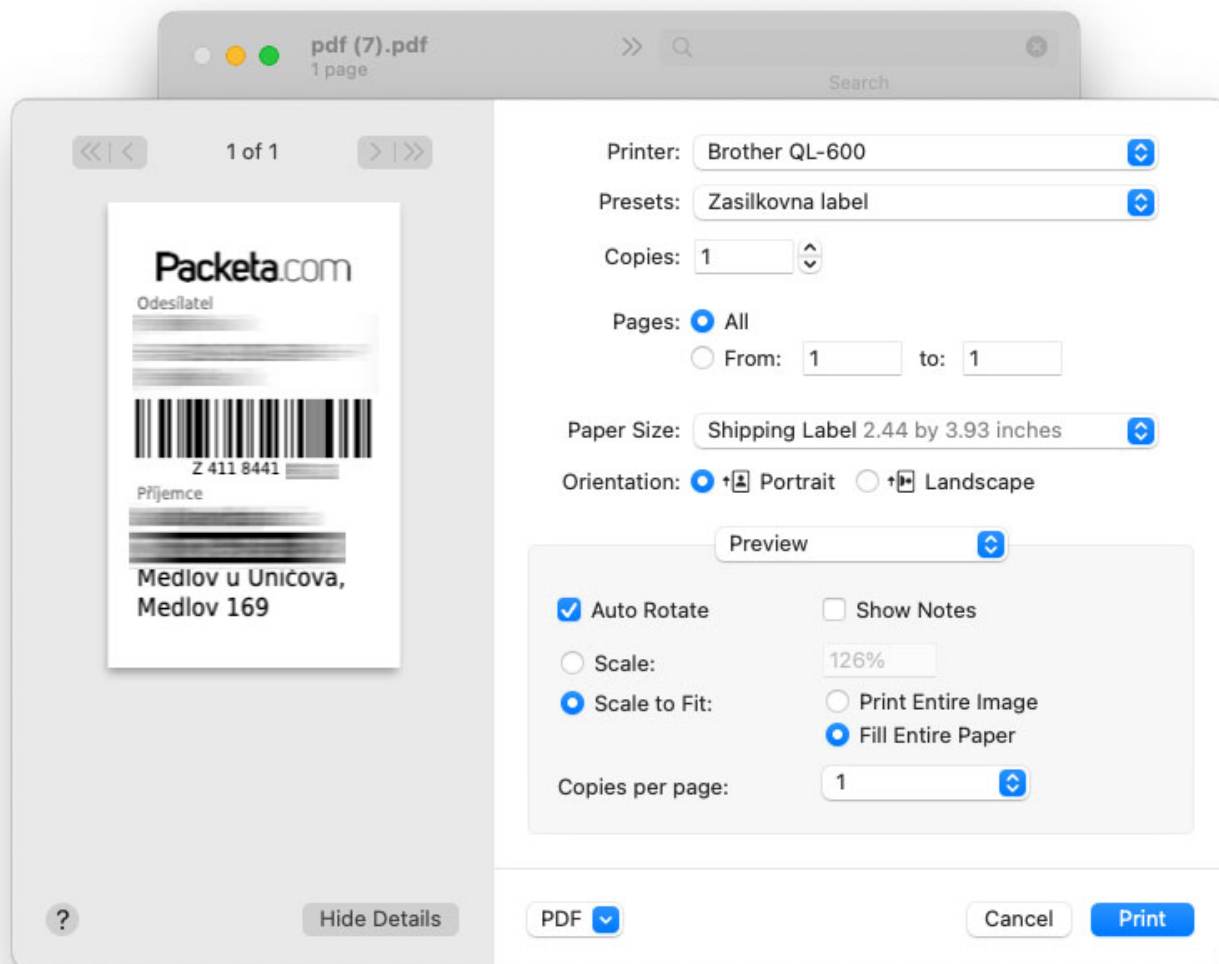 pdf (7).pdf
1 page
Search
1 of 1
Packeta.com
Odesílatel
Z 411 8441
Příjemce
Medlov u Uničova,
Medlov 169
Printer: Brother QL-600
Presets: Zasilkovna label
Copies: 1
Pages: All
From: 1 to: 1
Paper Size: Shipping Label 2.44 by 3.93 inches
Orientation: Portrait Landscape
Preview
Auto Rotate Show Notes
Scale: 126%
Scale to Fit: Print Entire Image
Fill Entire Paper
Copies per page: 1
? Hide Details PDF Cancel Print